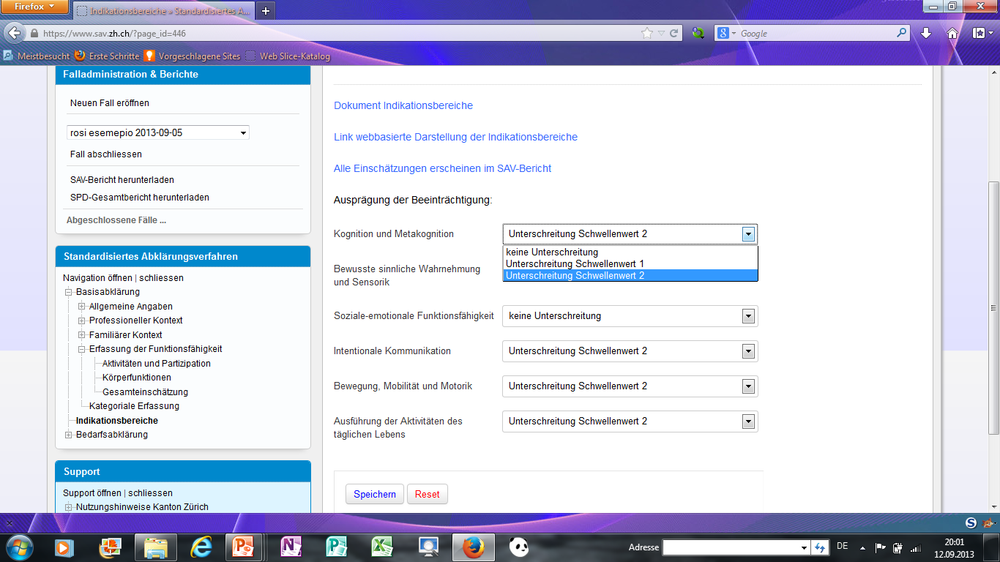 Firefox
Indikationsbereiche » Standardisiertes A...
https://www.sav.zh.ch/?page_id=446
Google
Meistbesucht
Erste Schritte
Vorgeschlagene Sites
Web Slice-Katalog
Falladministration & Berichte
Neuen Fall eröffnen
rosi esemepio 2013-09-05
Fall abschliessen
SAV-Bericht herunterladen
SPD-Gesamtbericht herunterladen
Abgeschlossene Fälle ...
Standardisiertes Abklärungsverfahren
Navigation öffnen | schliessen
Basisabklärung
Allgemeine Angaben
Professioneller Kontext
Familiärer Kontext
Erfassung der Funktionsfähigkeit
Aktivitäten und Partizipation
Körperfunktionen
Gesamteinschätzung
Kategoriale Erfassung
Indikationsbereiche
Bedarfsabklärung
Support
Support öffnen | schliessen
Nutzungshinweise Kanton Zürich
Dokument Indikationsbereiche
Link webbasierte Darstellung der Indikationsbereiche
Alle Einschätzungen erscheinen im SAV-Bericht
Ausprägung der Beeinträchtigung:
Kognition und Metakognition
Unterschreitung Schwellenwert 2
keine Unterschreitung
Unterschreitung Schwellenwert 1
Unterschreitung Schwellenwert 2
Bewusste sinnliche Wahrnehmung
und Sensorik
Soziale-emotionale Funktionsfähigkeit
keine Unterschreitung
Intentionale Kommunikation
Unterschreitung Schwellenwert 2
Bewegung, Mobilität und Motorik
Unterschreitung Schwellenwert 2
Ausführung der Aktivitäten des
täglichen Lebens
Unterschreitung Schwellenwert 2
Speichern
Reset
Adresse
DE
20:01
12.09.2013